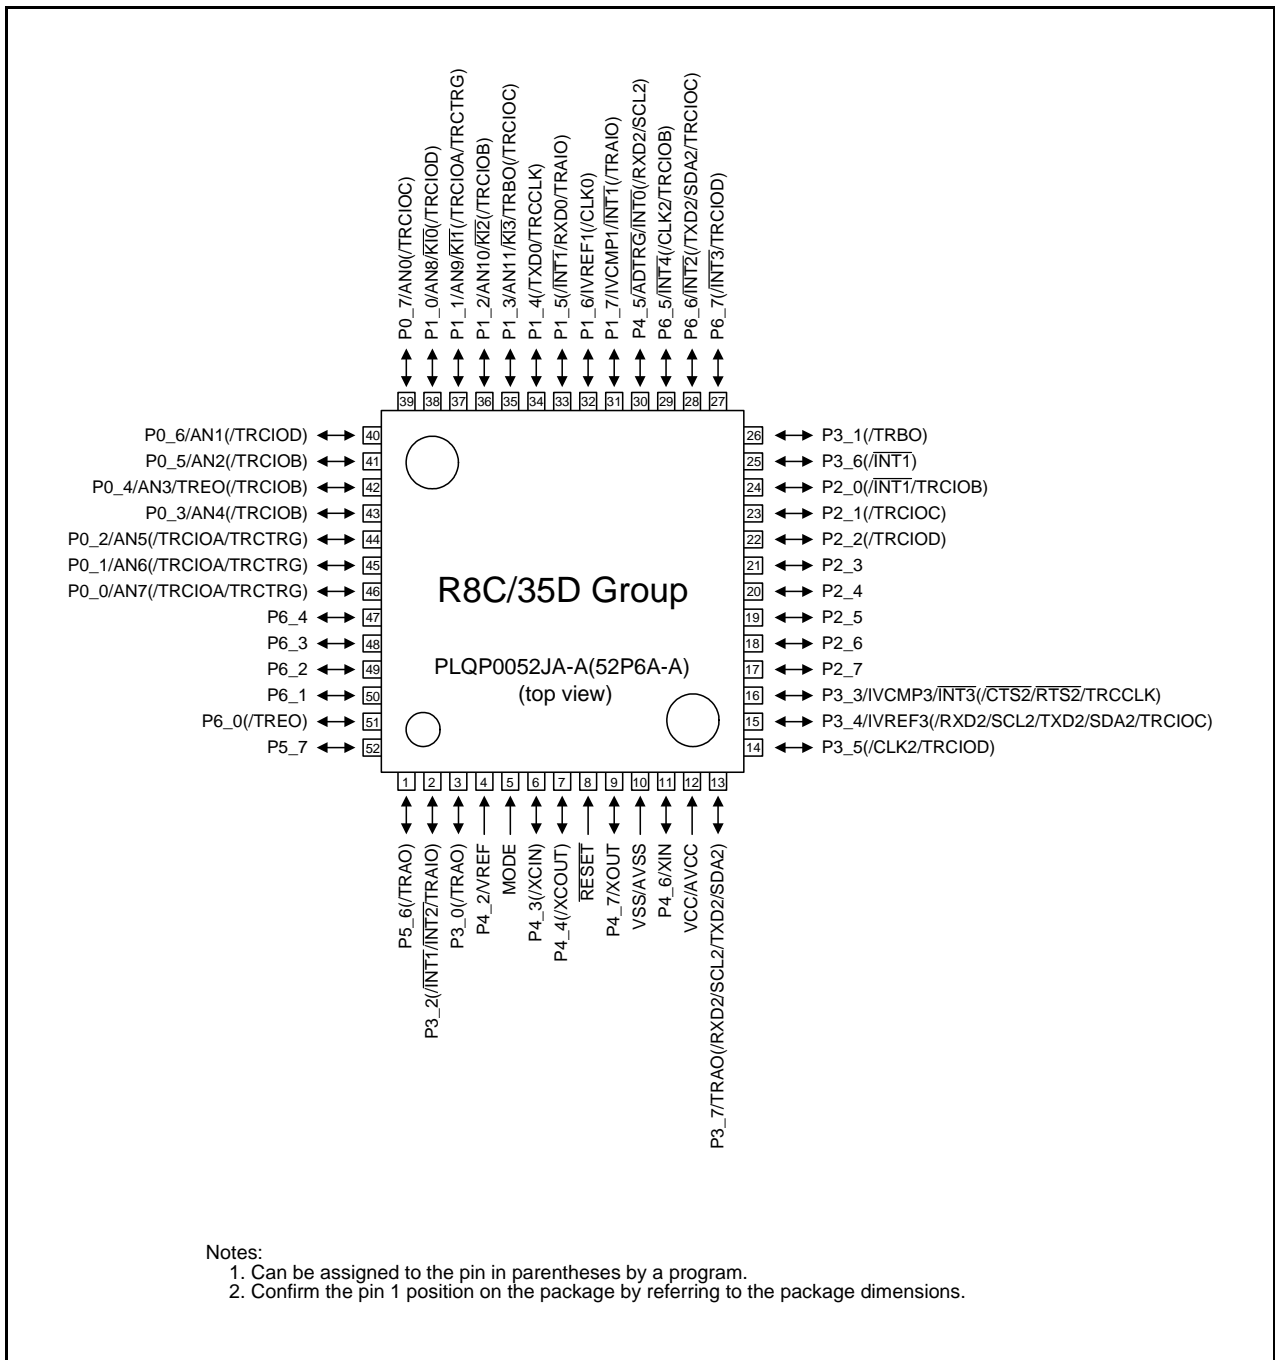 P0_7/AN0(/TRCIOC)
P1_0/AN8/KI0(/TRCIOD)
P1_1/AN9/KI1(/TRCIOA/TRCTRG)
P1_2/AN10/KI2(/TRCIOB)
P1_3/AN11/KI3/TRBO(/TRCIOC)
P1_4(/TXD0/TRCCLK)
P1_5(/INT1/RXD0/TRAIO)
P1_6/IVREF1(/CLK0)
P1_7/IVCMP1/INT1(/TRAIO)
P4_5/ADTRG/INT0(/RXD2/SCL2)
P6_5/INT4(/CLK2/TRCIOB)
P6_6/INT2(/TXD2/SDA2/TRCIOC)
P6_7(/INT3/TRCIOD)
39 38 37 36 35 34 33 32 31 30 29 28 27
P0_6/AN1(/TRCIOD) 40
P0_5/AN2(/TRCIOB) 41
P0_4/AN3/TREO(/TRCIOB) 42
P0_3/AN4(/TRCIOB) 43
P0_2/AN5(/TRCIOA/TRCTRG) 44
P0_1/AN6(/TRCIOA/TRCTRG) 45
P0_0/AN7(/TRCIOA/TRCTRG) 46
P6_4 47
P6_3 48
P6_2 49
P6_1 50
P6_0(/TREO) 51
P5_7 52
R8C/35D Group
PLQP0052JA-A(52P6A-A)
(top view)
26 P3_1(/TRBO)
25 P3_6(/INT1)
24 P2_0(/INT1/TRCIOB)
23 P2_1(/TRCIOC)
22 P2_2(/TRCIOD)
21 P2_3
20 P2_4
19 P2_5
18 P2_6
17 P2_7
16 P3_3/IVCMP3/INT3(/CTS2/RTS2/TRCCLK)
15 P3_4/IVREF3(/RXD2/SCL2/TXD2/SDA2/TRCIOC)
14 P3_5(/CLK2/TRCIOD)
1 2 3 4 5 6 7 8 9 10 11 12 13
P5_6(/TRAO)
P3_2(/INT1/INT2/TRAIO)
P3_0(/TRAO)
P4_2/VREF
MODE
P4_3(/XCIN)
P4_4(/XCOUT)
RESET
P4_7/XOUT
VSS/AVSS
P4_6/XIN
VCC/AVCC
P3_7/TRAO(/RXD2/SCL2/TXD2/SDA2)
Notes:
1. Can be assigned to the pin in parentheses by a program.
2. Confirm the pin 1 position on the package by referring to the package dimensions.